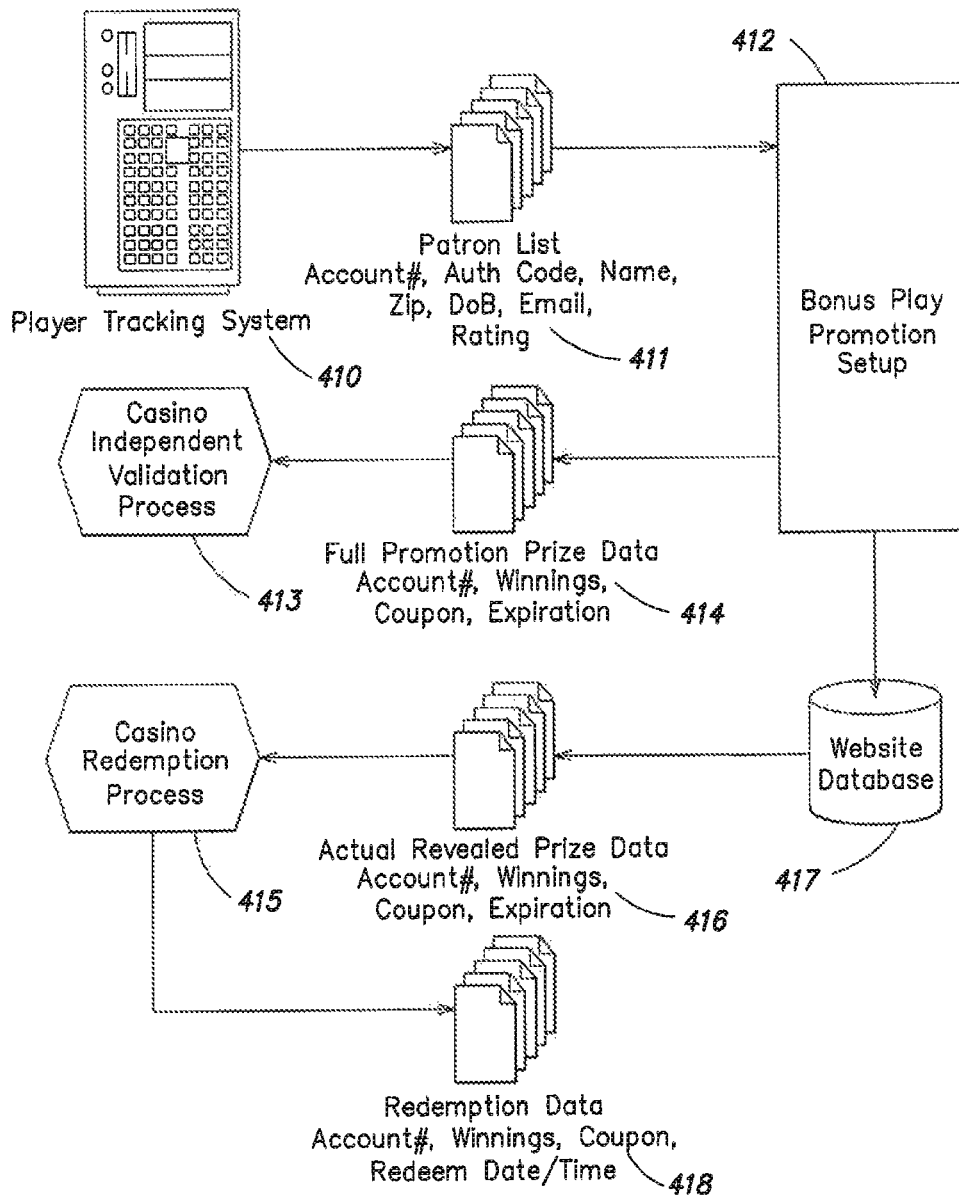 412
Patron List
Account#, Auth Code, Name,
Zip, DoB, Email,
Rating
411
Player Tracking System
410
Bonus Play
Promotion
Setup
Casino
Independent
Validation
Process
413
Full Promotion Prize Data
Account#, Winnings,
Coupon, Expiration
414
Casino
Redemption
Process
415
Actual Revealed Prize Data
Account#, Winnings,
Coupon, Expiration
416
Website
Database
417
Redemption Data
Account#, Winnings, Coupon,
Redeem Date/Time
418